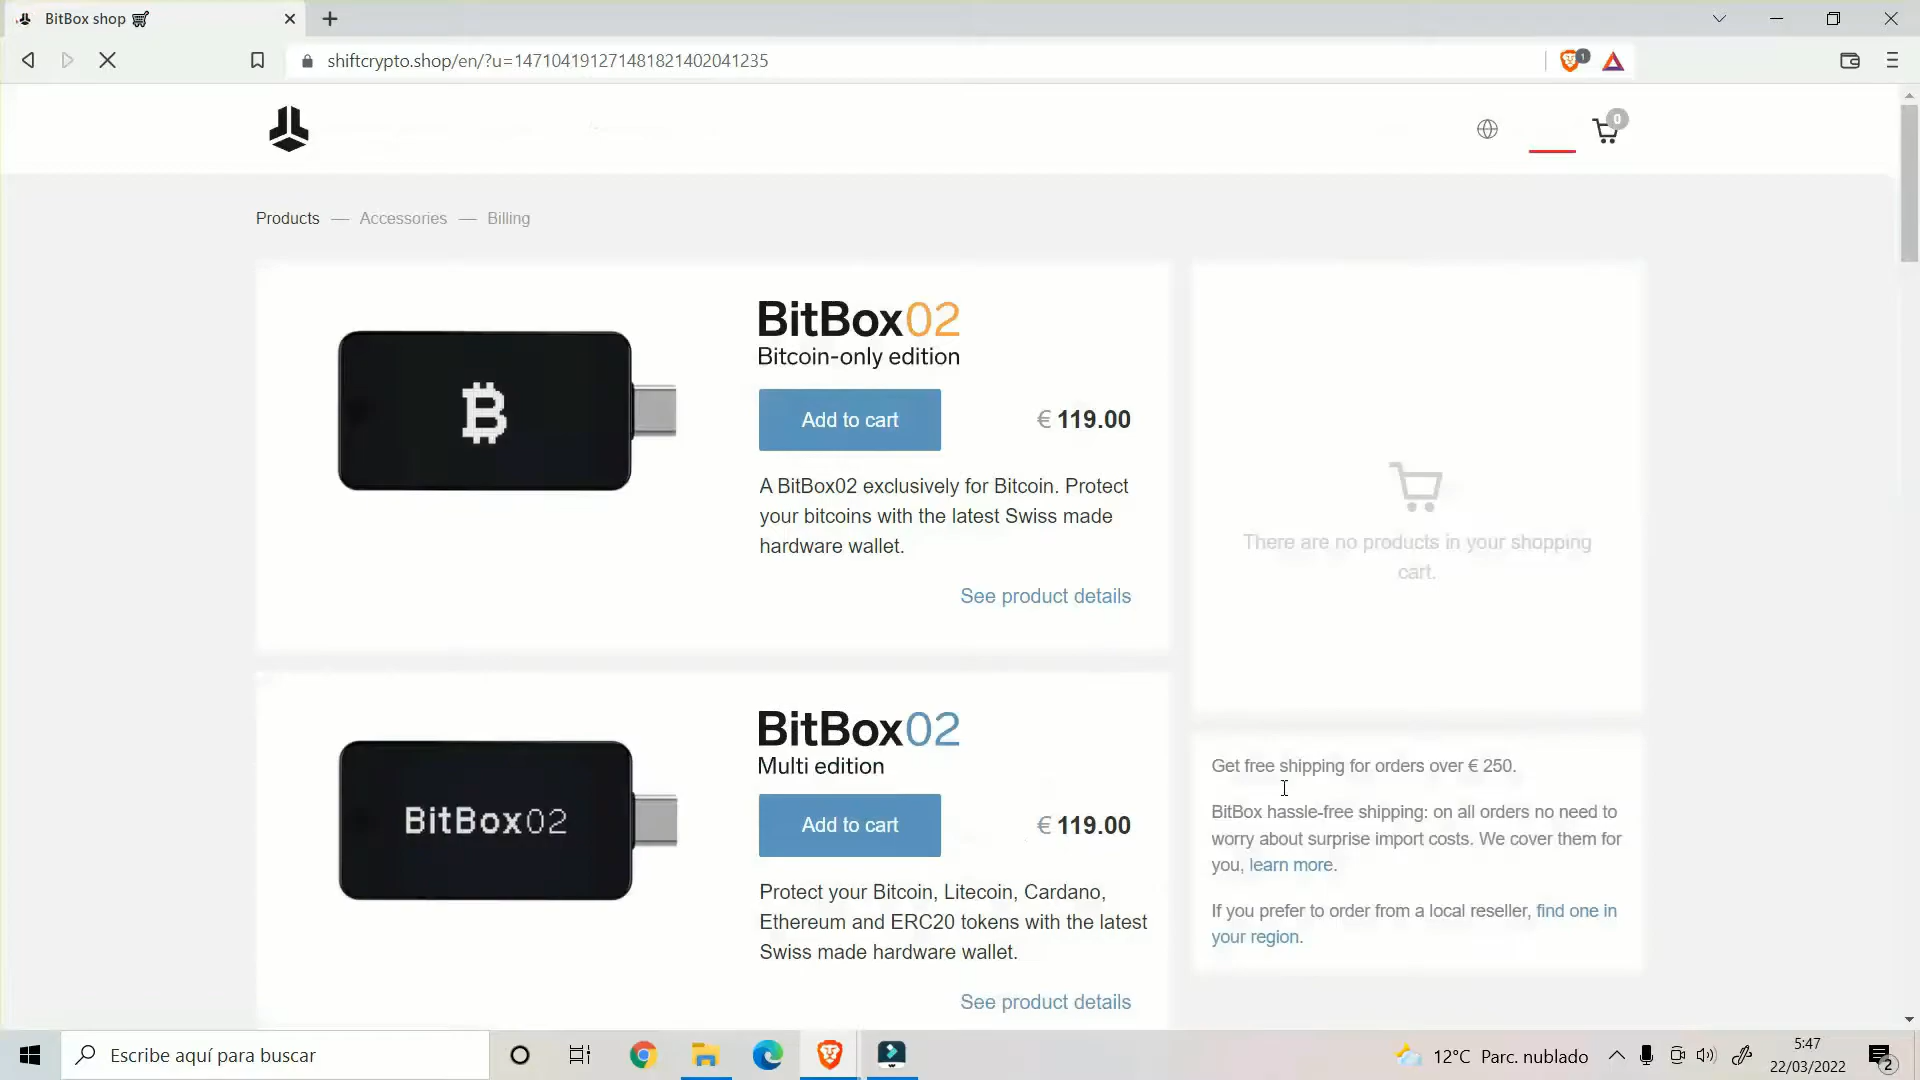 BitBox shop
shiftcrypto.shop/en/?u=14710419127148182140204​1235
1
0
Products — Accessories — Billing
BitBox02
Bitcoin-only edition
Add to cart
€ 119.00
A BitBox02 exclusively for Bitcoin. Protect
your bitcoins with the latest Swiss made
hardware wallet.
See product details
There are no products in your shopping
cart.
BitBox02
BitBox02
Multi edition
Add to cart
€ 119.00
Protect your Bitcoin, Litecoin, Cardano,
Ethereum and ERC20 tokens with the latest
Swiss made hardware wallet.
See product details
Get free shipping for orders over € 250.
BitBox hassle-free shipping: on all orders no need to
worry about surprise import costs. We cover them for
you, learn more.
If you prefer to order from a local reseller, find one in
your region.
Escribe aquí para buscar
12°C Parc. nublado
5:47
22/03/2022
2